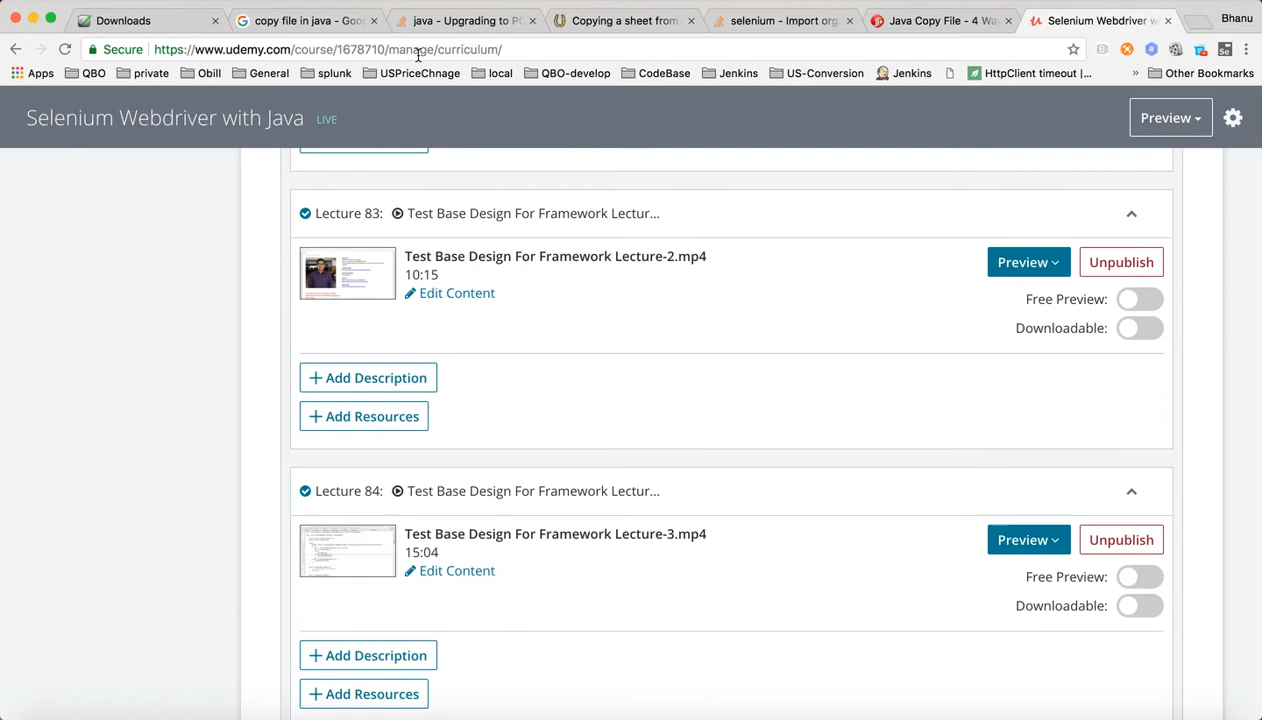 Downloads
copy file in java - Goo
java - Upgrading to PO
Copying a sheet from
selenium - Import org.
Java Copy File - 4 Way
Selenium Webdriver wi
Bhanu
Secure
https://www.udemy.com/course/1678710/manage/curriculum/
Apps
QBO
private
Obill
General
splunk
USPriceChnage
local
QBO-develop
CodeBase
Jenkins
US-Conversion
Jenkins
HttpClient timeout |...
»
Other Bookmarks
Selenium Webdriver with Java LIVE
Preview
Lecture 83: Test Base Design For Framework Lectur...
Test Base Design For Framework Lecture-2.mp4
10:15
Edit Content
Preview
Unpublish
Free Preview:
Downloadable:
+ Add Description
+ Add Resources
Lecture 84: Test Base Design For Framework Lectur...
Test Base Design For Framework Lecture-3.mp4
15:04
Edit Content
Preview
Unpublish
Free Preview:
Downloadable:
+ Add Description
+ Add Resources